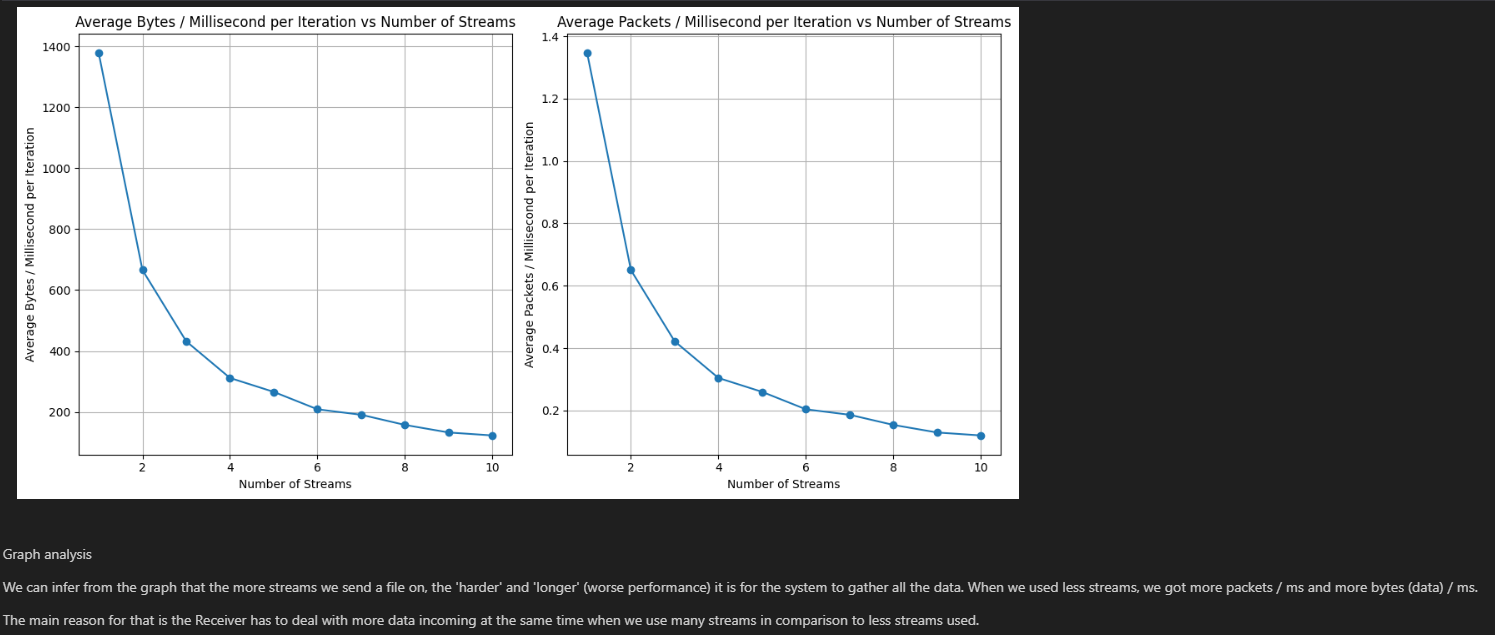 Average Bytes / Millisecond per Iteration vs Number of Streams
Average Packets / Millisecond per Iteration vs Number of Streams
Average Bytes / Millisecond per Iteration
1400
1200
1000
800
600
400
200
2 4 6 8 10
Number of Streams
Average Packets / Millisecond per Iteration
1.4
1.2
1.0
0.8
0.6
0.4
0.2
2 4 6 8 10
Number of Streams
Graph analysis
We can infer from the graph that the more streams we send a file on, the 'harder' and 'longer' (worse performance) it is for the system to gather all the data. When we used less streams, we got more packets / ms and more bytes (data) / ms.
The main reason for that is the Receiver has to deal with more data incoming at the same time when we use many streams in comparison to less streams used.